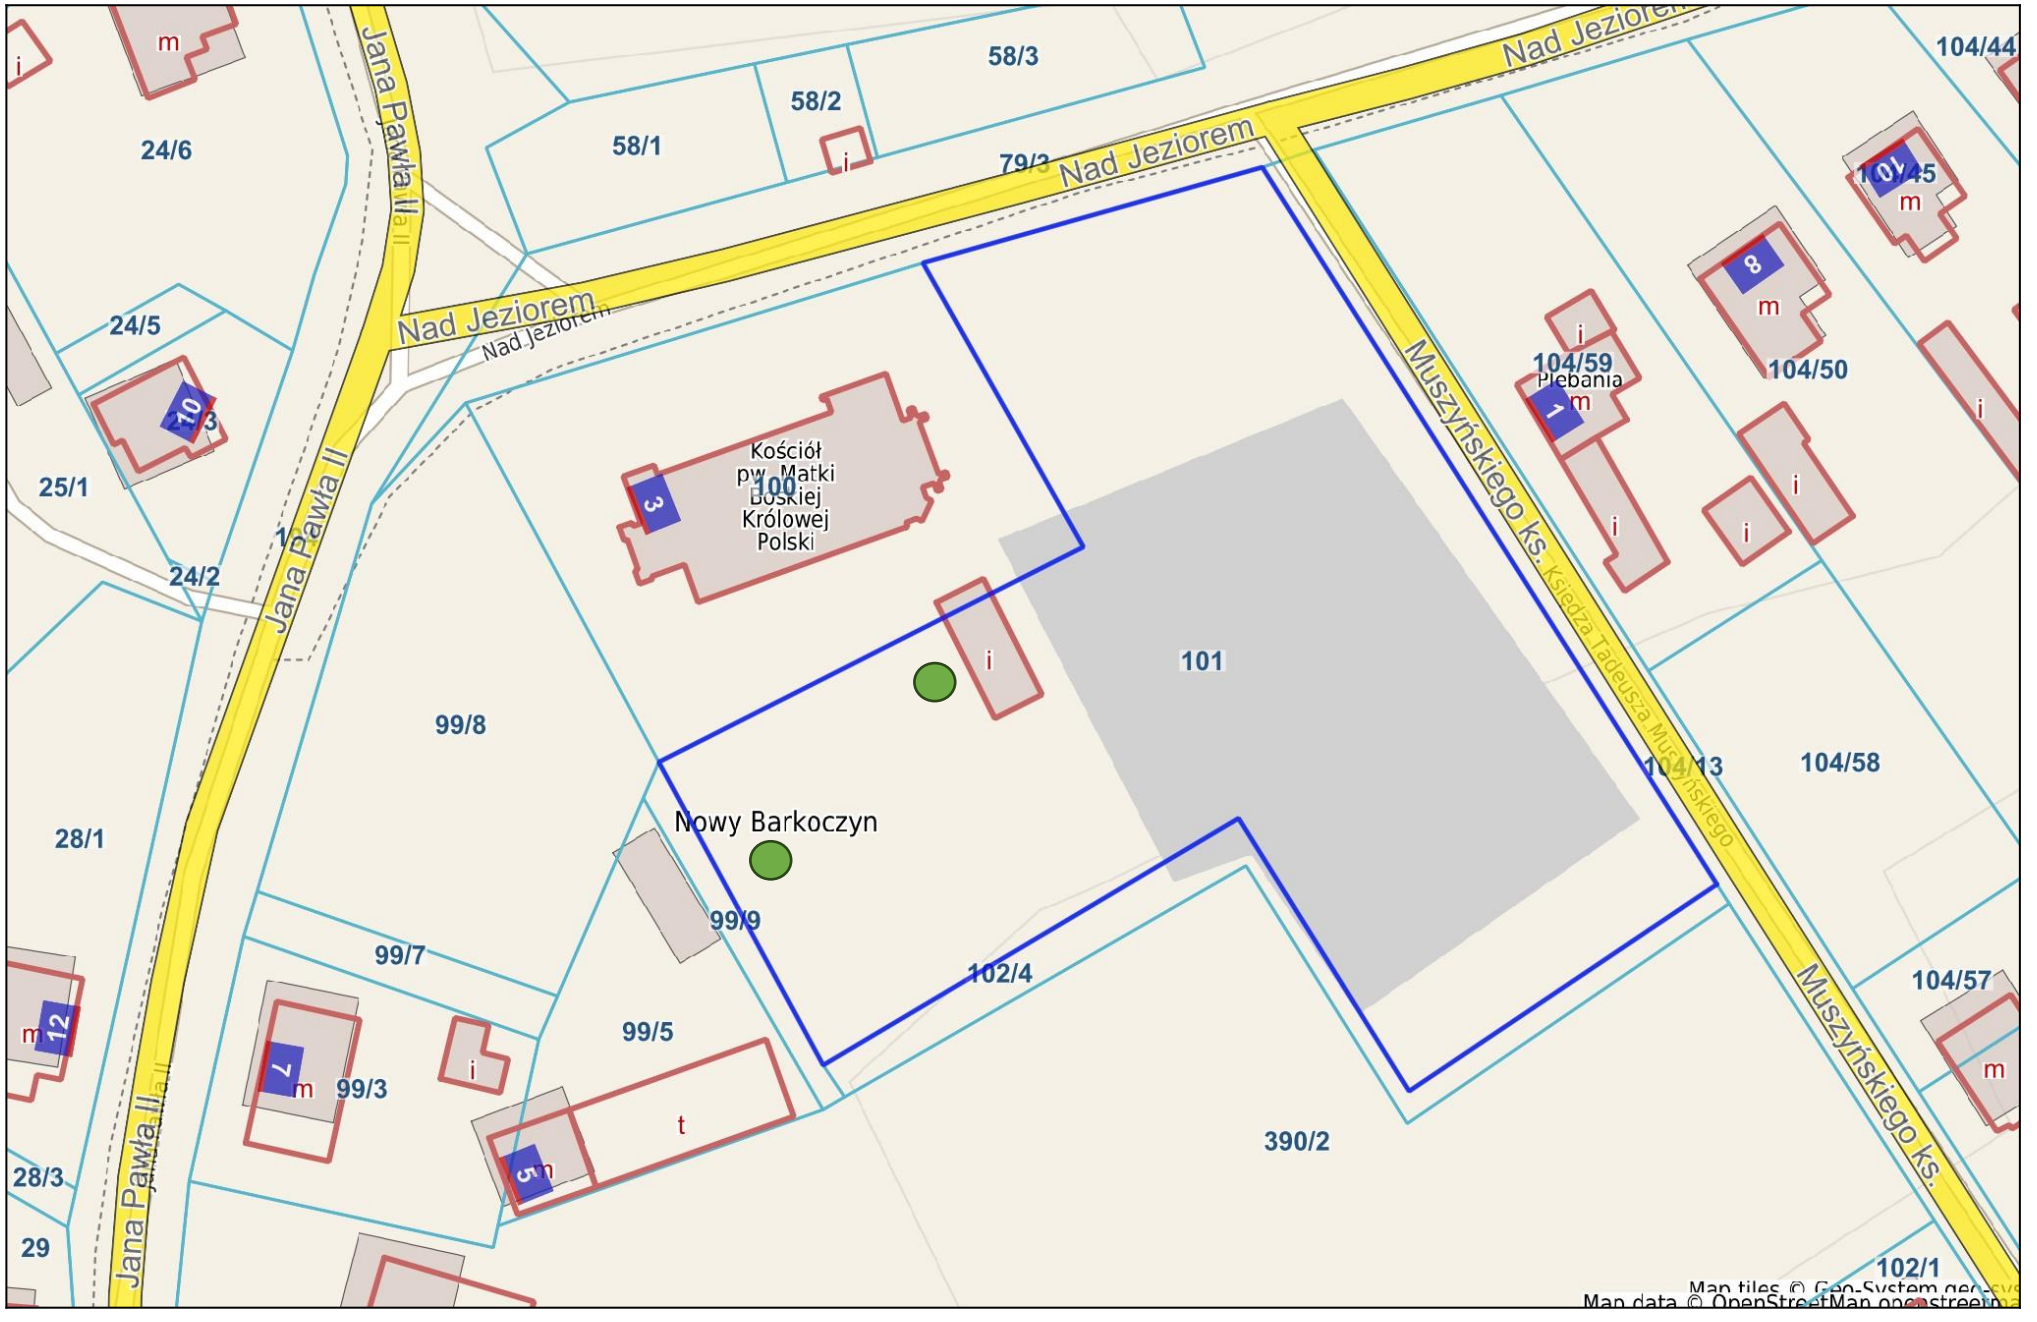 m
i
24/6
Jana Pawła II
58/3
58/2
58/1
i
79/3
Nad Jeziorem
Nad Jeziorem
104/44
104/45
10
m
8
m
104/50
i
24/5
10
25/1
24/2
Jana Pawła II
Nad Jeziorem
Nad Jeziorem
Kościół
pw. Matki
Boskiej
Królowej
Polski
100
3
i
104/59
Plebania
m
1
i
i
i
Muszyńskiego ks.
Księdza Tadeusza Muszyńskiego
101
i
99/8
104/13
104/58
28/1
Nowy Barkoczyn
99/9
99/7
102/4
104/57
m
m
12
99/5
7
m
99/3
i
t
5
m
390/2
Muszyńskiego ks.
28/3
Jana Pawła II
29
102/1
Map tiles © Geo-System
Map data © OpenStreetMap